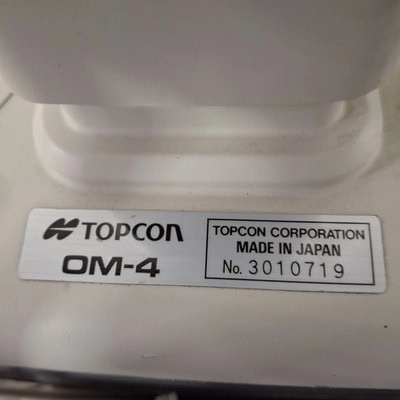 TOPCON
OM-4
TOPCON CORPORATION
MADE IN JAPAN
No. 3010719